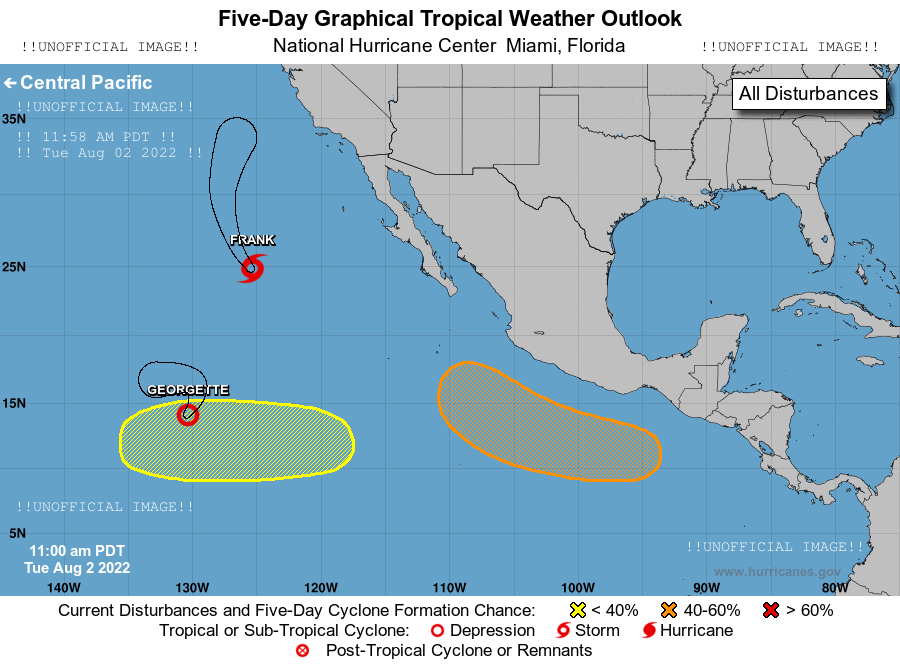 Five-Day Graphical Tropical Weather Outlook
!!UNOFFICIAL IMAGE!! National Hurricane Center Miami, Florida !!UNOFFICIAL IMAGE!!
← Central Pacific
All Disturbances
!!UNOFFICIAL IMAGE!!
35N
!! 11:58 AM PDT !!
!! Tue Aug 02 2022 !!
FRANK
25N
GEORGETTE
15N
!!UNOFFICIAL IMAGE!!
5N
!!UNOFFICIAL IMAGE!!
11:00 am PDT
Tue Aug 2 2022
www.hurricanes.gov
140W 130W 120W 110W 100W 90W 80W
Current Disturbances and Five-Day Cyclone Formation Chance: < 40% 40-60% > 60%
Tropical or Sub-Tropical Cyclone: Depression Storm Hurricane
Post-Tropical Cyclone or Remnants